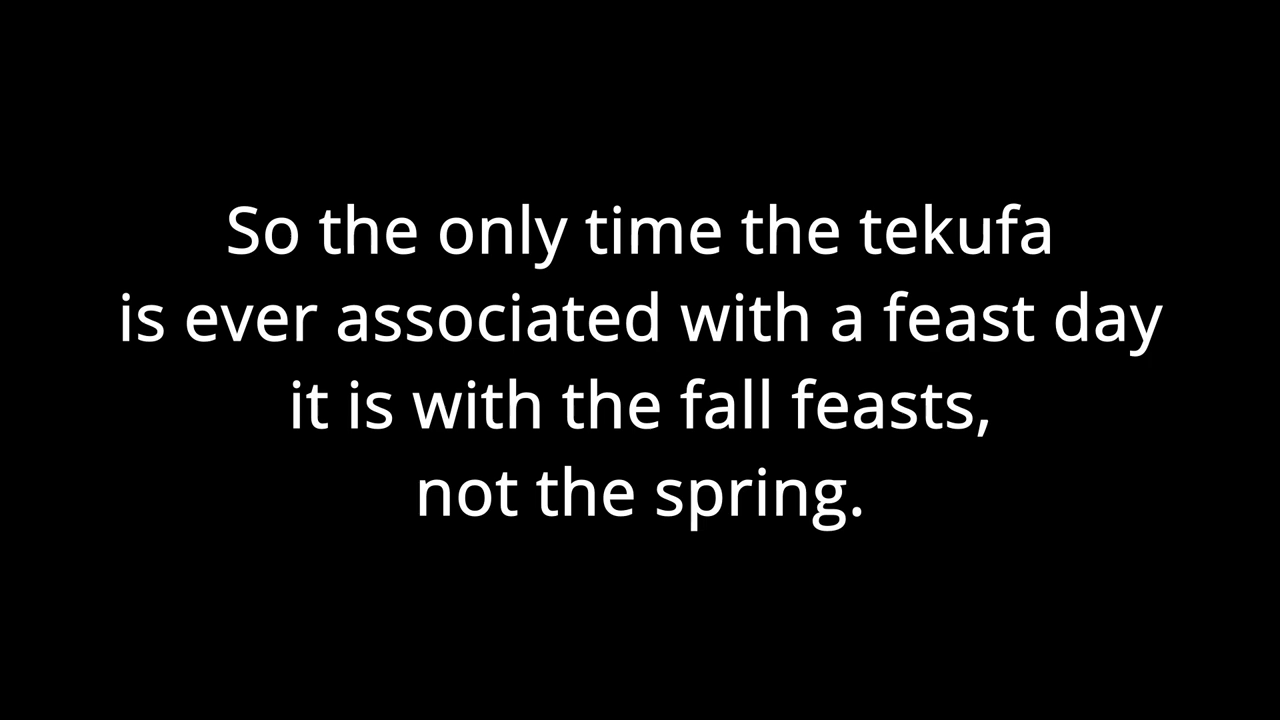 So the only time the tekufa
is ever associated with a feast day
it is with the fall feasts,
not the spring.